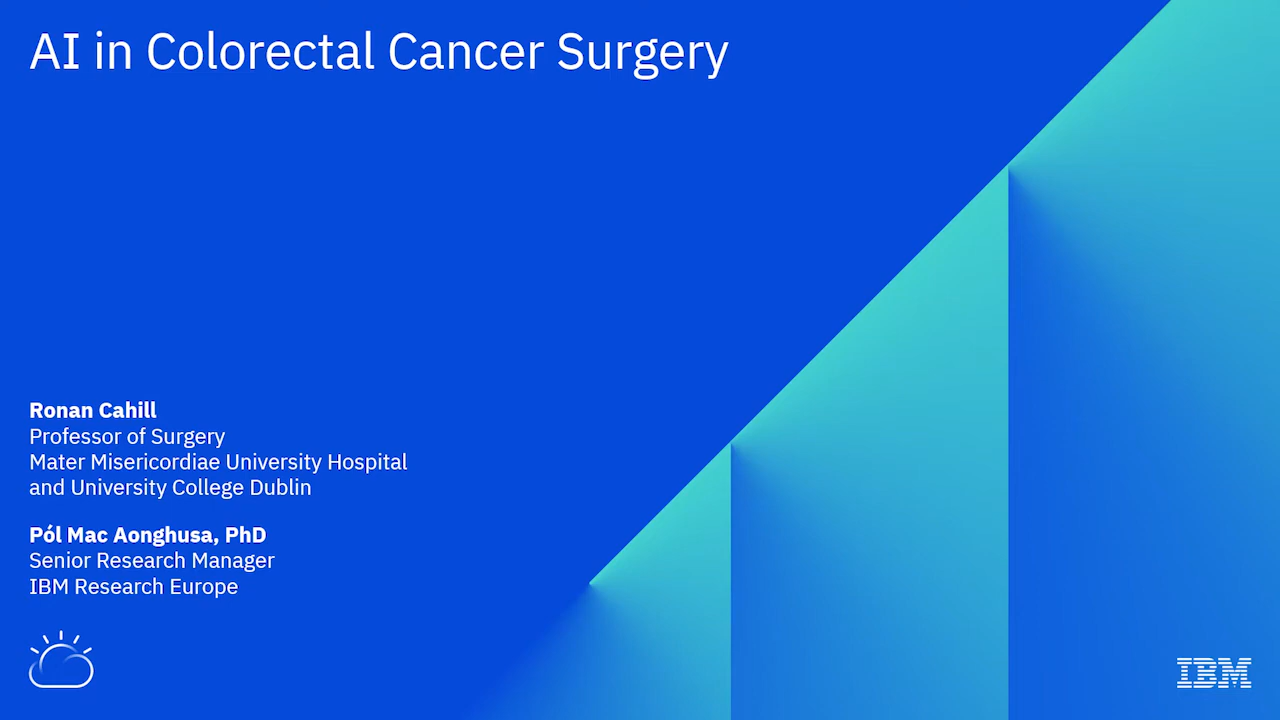 AI in Colorectal Cancer Surgery
Ronan Cahill
Professor of Surgery
Mater Misericordiae University Hospital
and University College Dublin
Pól Mac Aonghusa, PhD
Senior Research Manager
IBM Research Europe
IBM